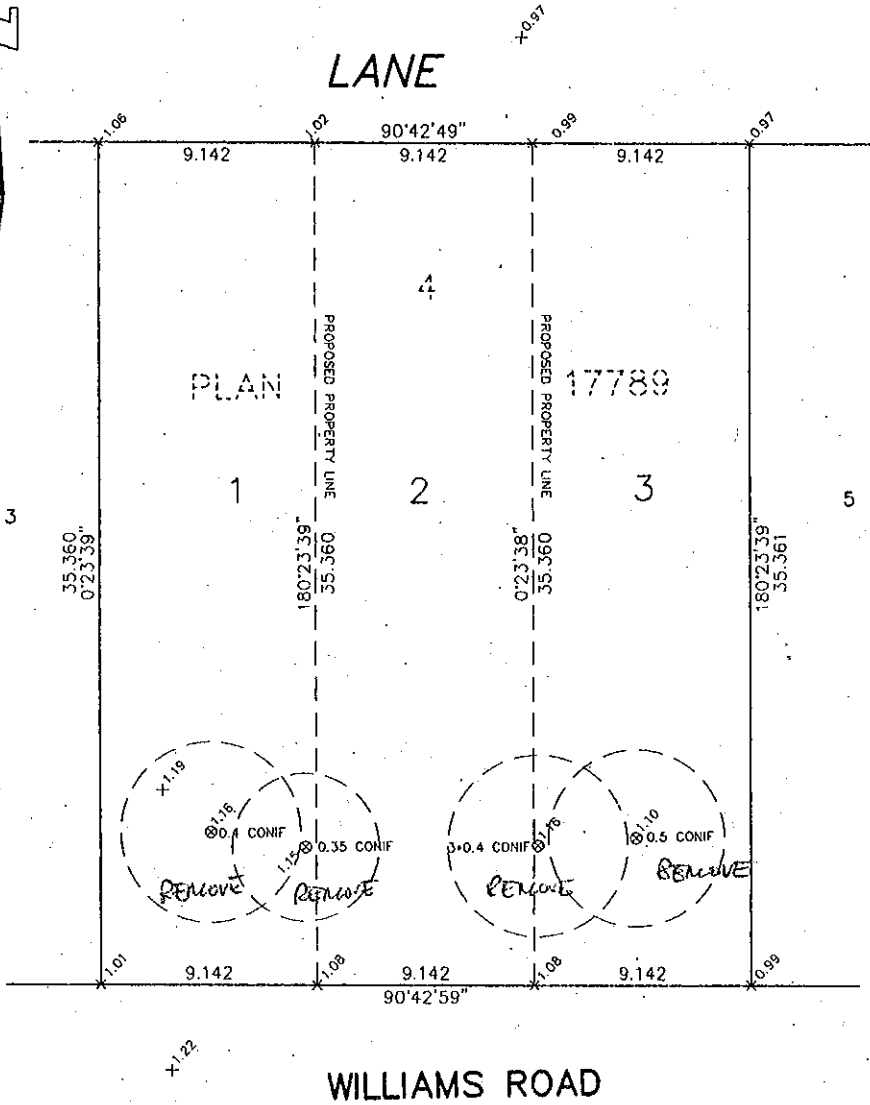 ×0.97
LANE
1.06
1.02
90°42'49"
0.99
0.97
9.142
9.142
9.142
4
PROPOSED PROPERTY LINE
PROPOSED PROPERTY LINE
PLAN
17789
3
1
2
3
5
35.360
0°23'39"
180°23'39"
35.360
0°23'38"
35.360
180°23'39"
35.361
×1.19
1.16
0.4 CONIF
1.15
0.35 CONIF
3×0.4 CONIF
1.16
1.10
0.5 CONIF
REMOVE
REMOVE
REMOVE
REMOVE
1.01
9.142
1.08
9.142
1.08
9.142
0.99
90°42'59"
×1.22
WILLIAMS ROAD